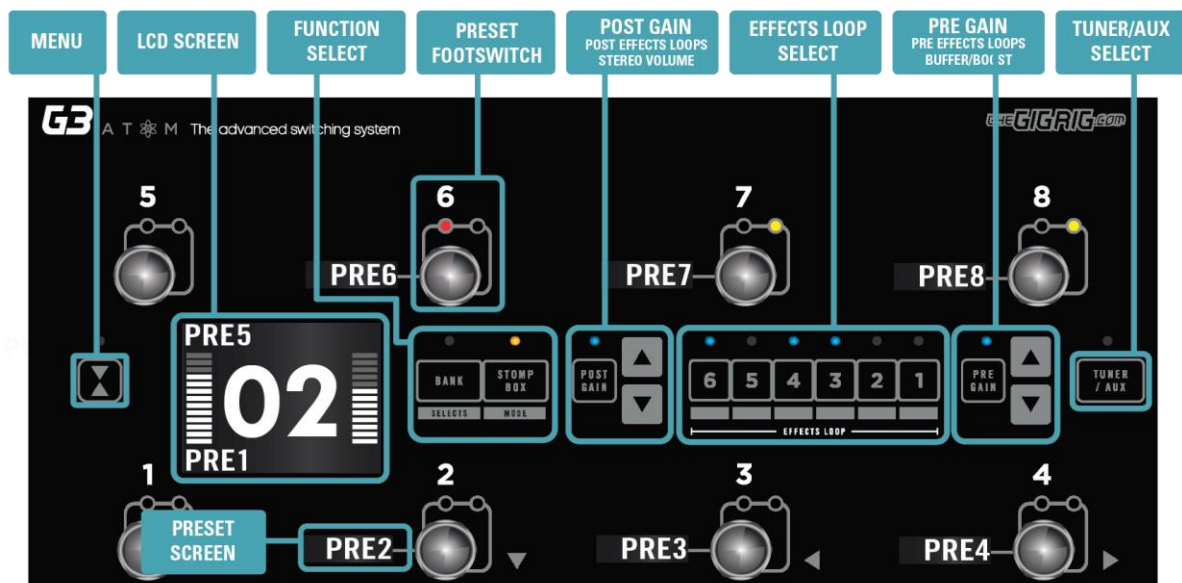 MENU
LCD SCREEN
FUNCTION
SELECT
PRESET
FOOTSWITCH
POST GAIN
POST EFFECTS LOOPS
STEREO VOLUME
EFFECTS LOOP
SELECT
PRE GAIN
PRE EFFECTS LOOPS
BUFFER/BOOST
TUNER/AUX
SELECT
G3 ATOM The advanced switching system
THEGIGRIG.COM
5
6
7
8
PRE6
PRE7
PRE8
PRE5
02
PRE1
BANK
STOMP
BOX
SELECTS
MODE
POST
GAIN
6 5 4 3 2 1
EFFECTS LOOP
PRE
GAIN
TUNER
/ AUX
1
2
3
4
PRESET
SCREEN
PRE2
PRE3
PRE4